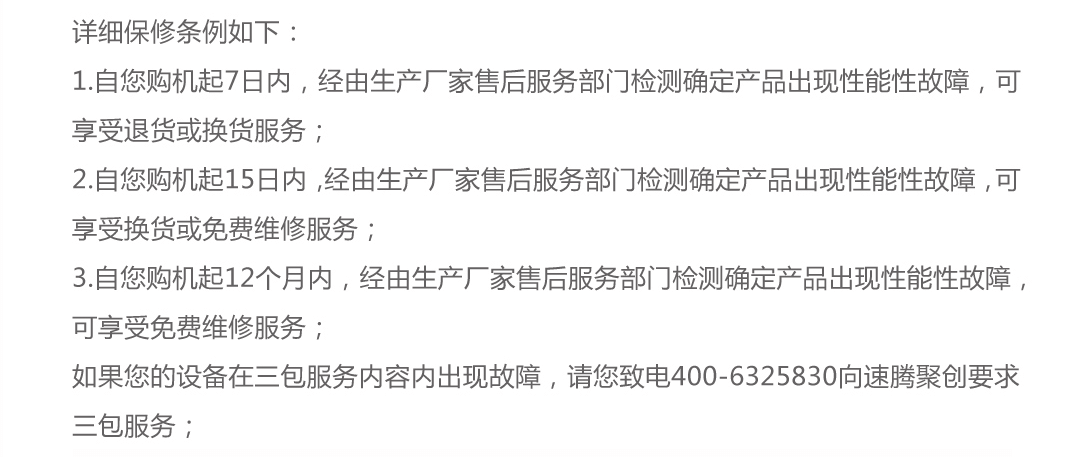 详细保修条例如下：
1.自您购机起7日内，经由生产厂家售后服务部门检测确定产品出现性能性故障，可
享受退货或换货服务；
2.自您购机起15日内,经由生产厂家售后服务部门检测确定产品出现性能性故障,可
享受换货或免费维修服务；
3.自您购机起12个月内，经由生产厂家售后服务部门检测确定产品出现性能性故障，
可享受免费维修服务；
如果您的设备在三包服务内容内出现故障，请您致电400-6325830向速腾聚创要求
三包服务；